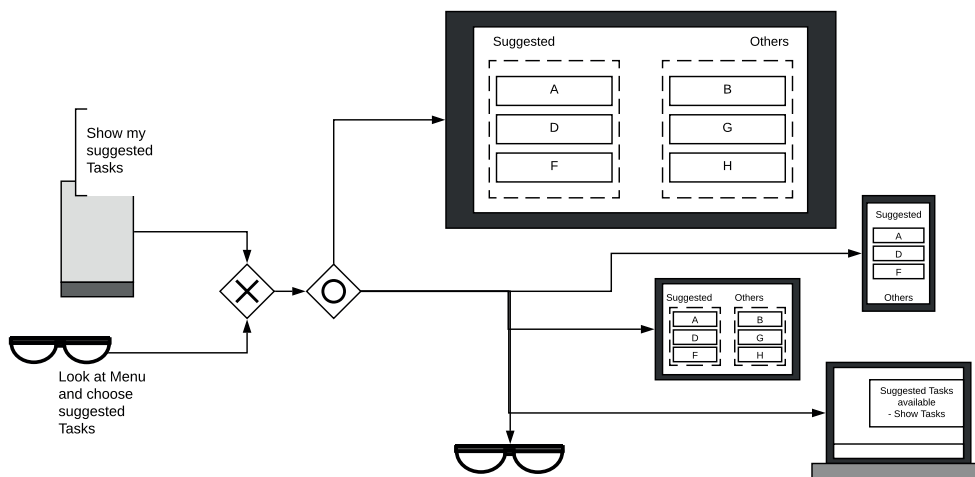 Suggested
Others
A
B
D
G
F
H
Show my
suggested
Tasks
Suggested
A
D
F
Others
Suggested
Others
A
B
D
G
F
H
Look at Menu
and choose
suggested
Tasks
Suggested Tasks
available
- Show Tasks